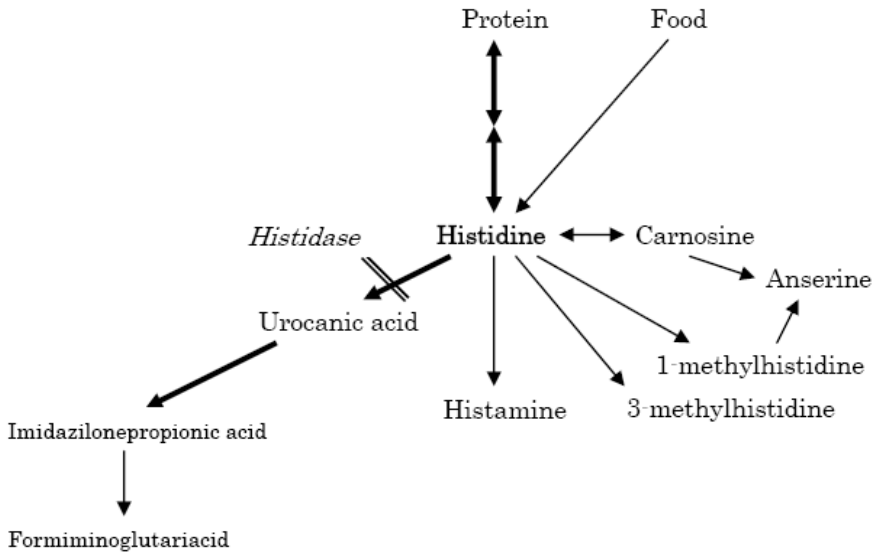 Protein
Food
Histidase
Histidine
Carnosine
Anserine
Urocanic acid
1-methylhistidine
Histamine
3-methylhistidine
Imidazilonepropionic acid
Formiminoglutariacid